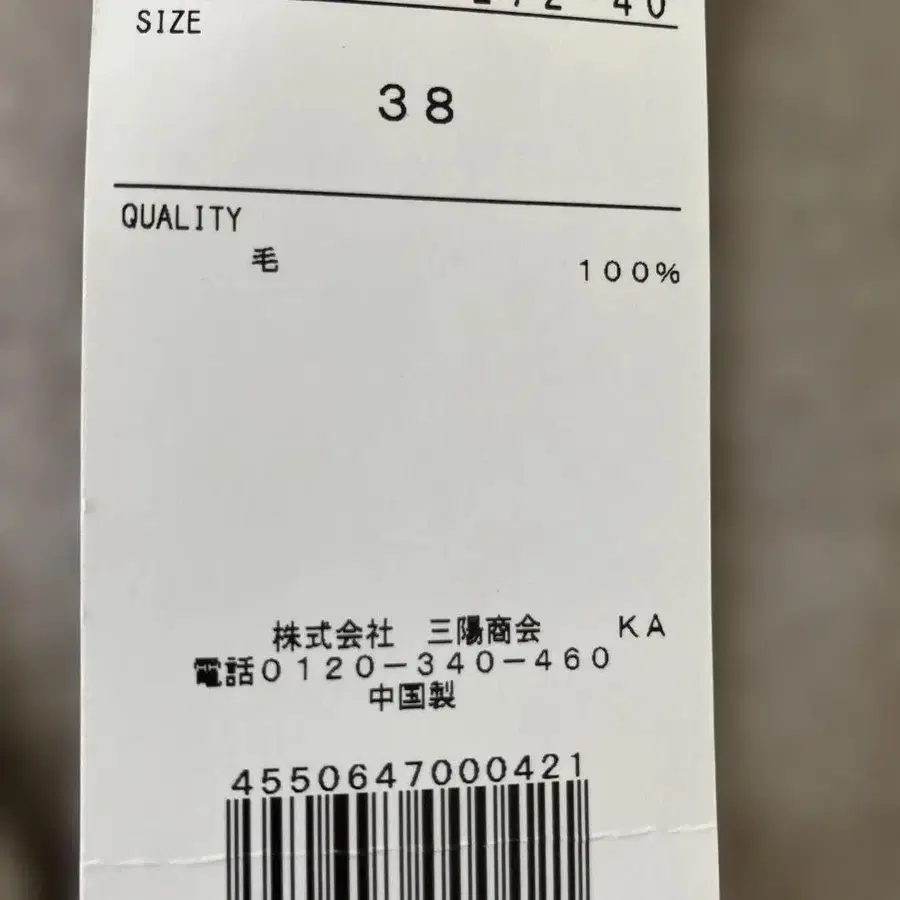 SIZE
３８
QUALITY
毛 １００％
株式会社 三陽商会 ＫＡ
電話０１２０－３４０－４６０
中国製
4550647000421